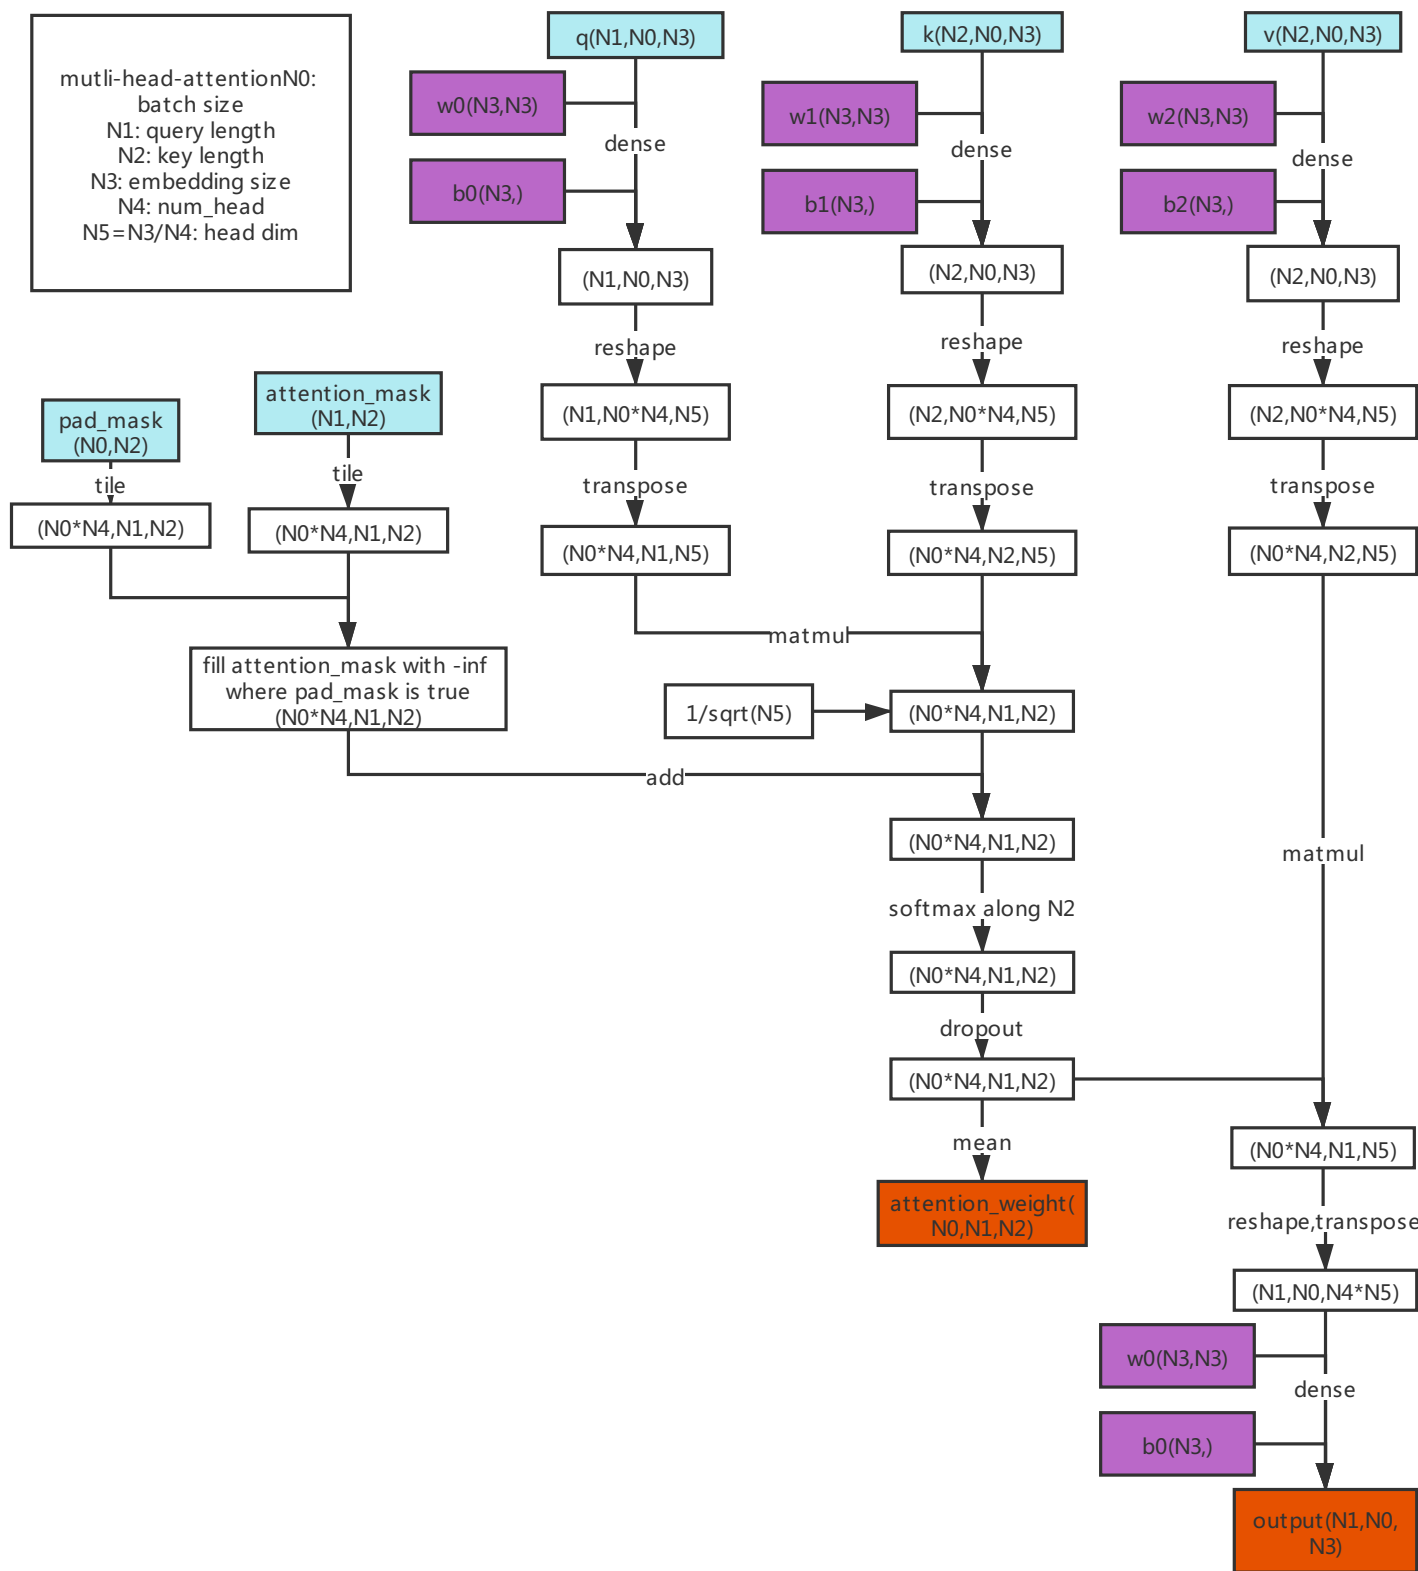 mutli-head-attentionN0:
batch size
N1: query length
N2: key length
N3: embedding size
N4: num_head
N5=N3/N4: head dim
q(N1,N0,N3)
w0(N3,N3)
dense
b0(N3,)
(N1,N0,N3)
reshape
(N1,N0*N4,N5)
transpose
(N0*N4,N1,N5)
k(N2,N0,N3)
w1(N3,N3)
dense
b1(N3,)
(N2,N0,N3)
reshape
(N2,N0*N4,N5)
transpose
(N0*N4,N2,N5)
v(N2,N0,N3)
w2(N3,N3)
dense
b2(N3,)
(N2,N0,N3)
reshape
(N2,N0*N4,N5)
transpose
(N0*N4,N2,N5)
pad_mask
(N0,N2)
tile
(N0*N4,N1,N2)
attention_mask
(N1,N2)
tile
(N0*N4,N1,N2)
fill attention_mask with -inf
where pad_mask is true
(N0*N4,N1,N2)
matmul
1/sqrt(N5)
(N0*N4,N1,N2)
add
(N0*N4,N1,N2)
softmax along N2
(N0*N4,N1,N2)
dropout
(N0*N4,N1,N2)
mean
attention_weight(
N0,N1,N2)
matmul
(N0*N4,N1,N5)
reshape,transpose
(N1,N0,N4*N5)
w0(N3,N3)
dense
b0(N3,)
output(N1,N0,
N3)